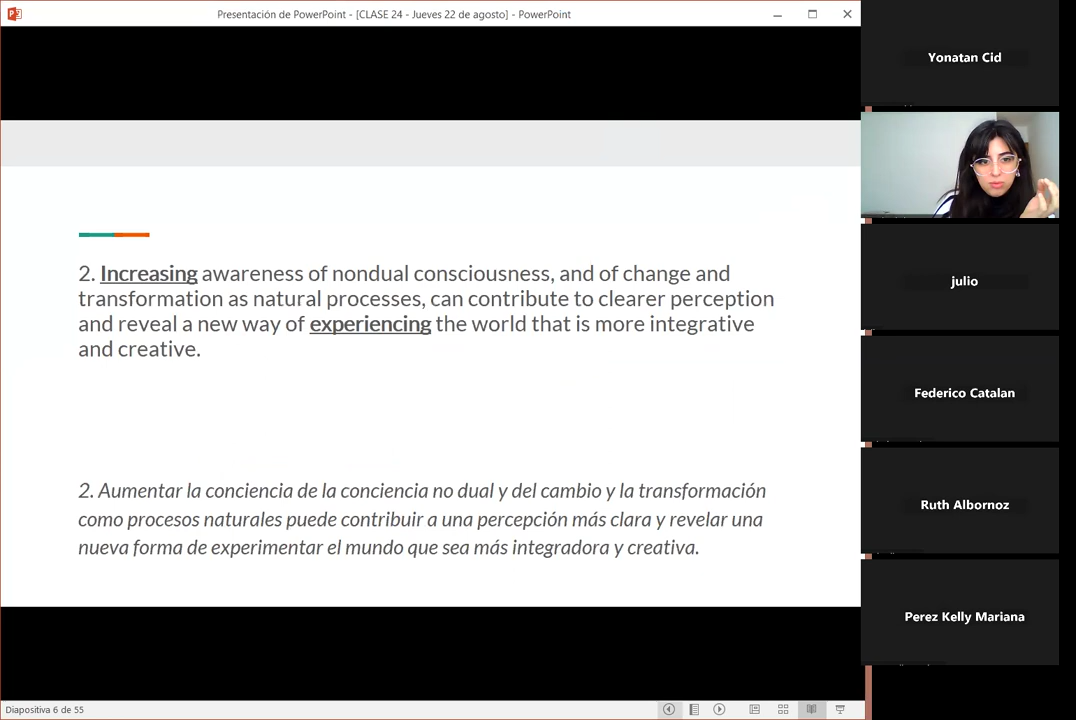 Presentación de PowerPoint - [CLASE 24 - Jueves 22 de agosto] - PowerPoint
2. Increasing awareness of nondual consciousness, and of change and
transformation as natural processes, can contribute to clearer perception
and reveal a new way of experiencing the world that is more integrative
and creative.
2. Aumentar la conciencia de la conciencia no dual y del cambio y la transformación
como procesos naturales puede contribuir a una percepción más clara y revelar una
nueva forma de experimentar el mundo que sea más integradora y creativa.
Diapositiva 6 de 55
Yonatan Cid
julio
Federico Catalan
Ruth Albornoz
Perez Kelly Mariana